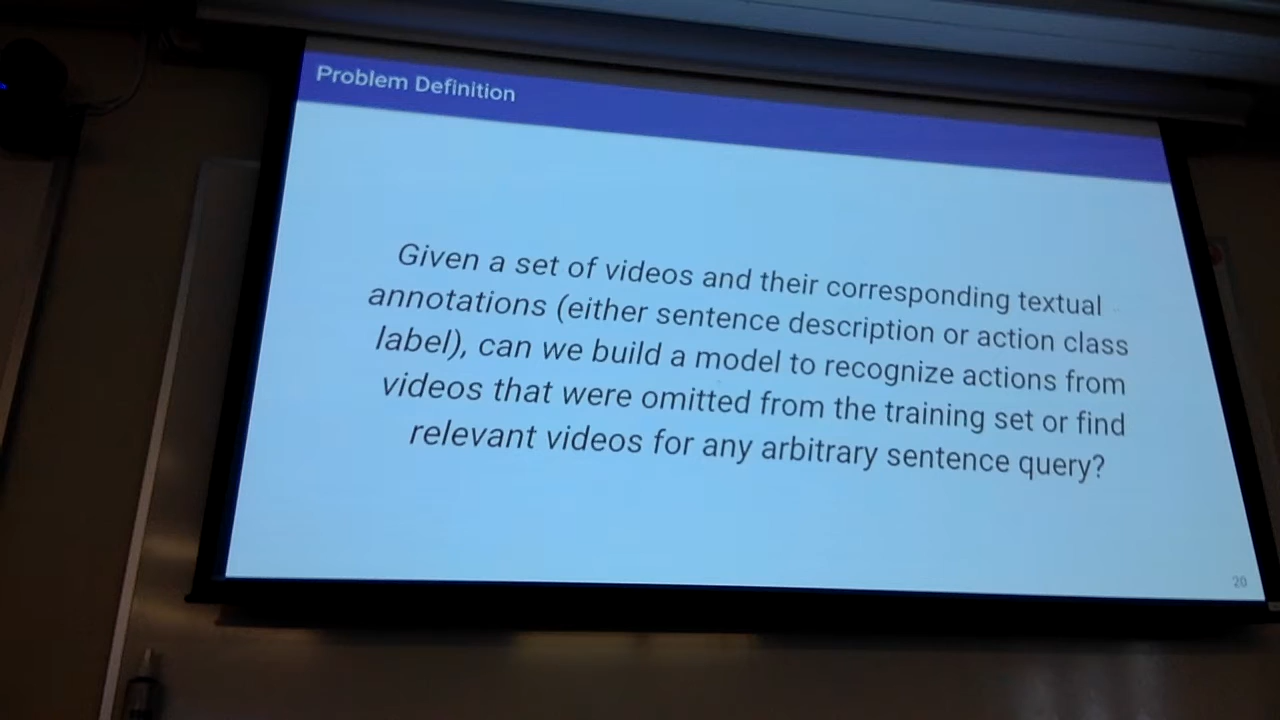 Problem Definition
Given a set of videos and their corresponding textual
annotations (either sentence description or action class
label), can we build a model to recognize actions from
videos that were omitted from the training set or find
relevant videos for any arbitrary sentence query?
20